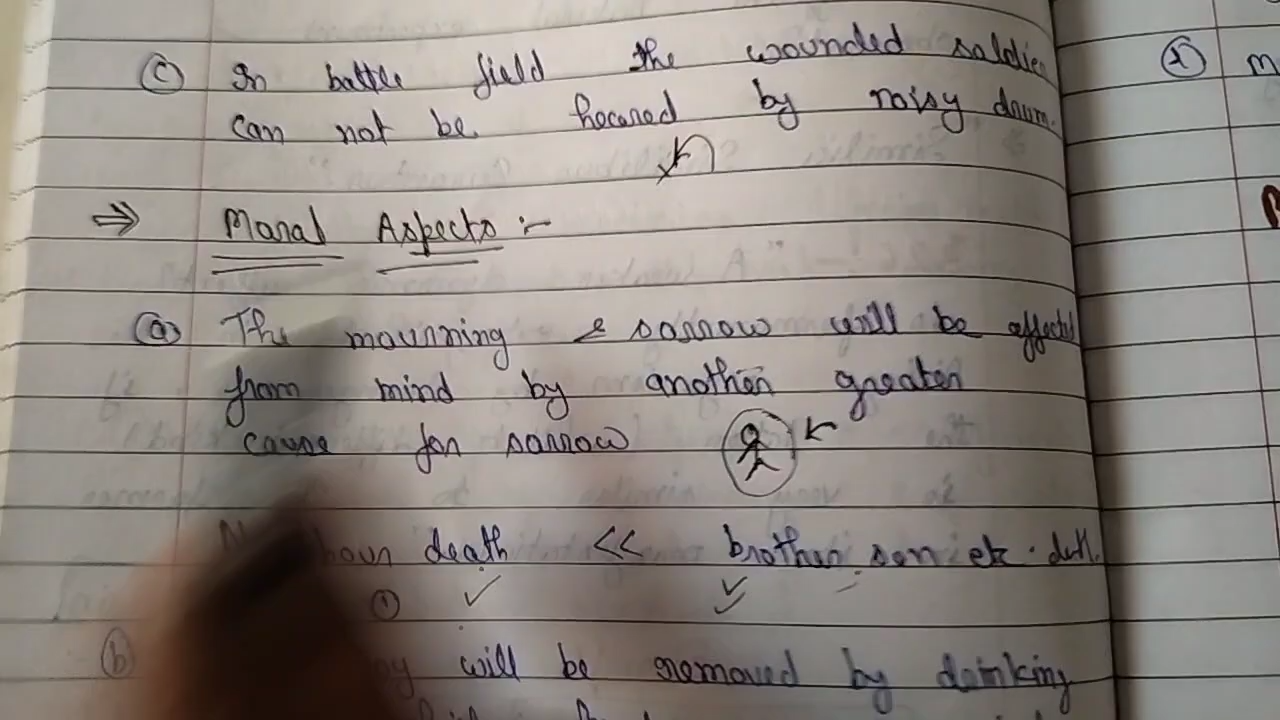 (c) In battle field the wounded soldier
can not be heared by noisy drum.
⇒ Moral Aspects :-
(a) The mourning & sorrow will be affected
from mind by another greater
cause for sorrow
death << brother, son etc. deth.
①
(b) will be removed by drinking
(d)